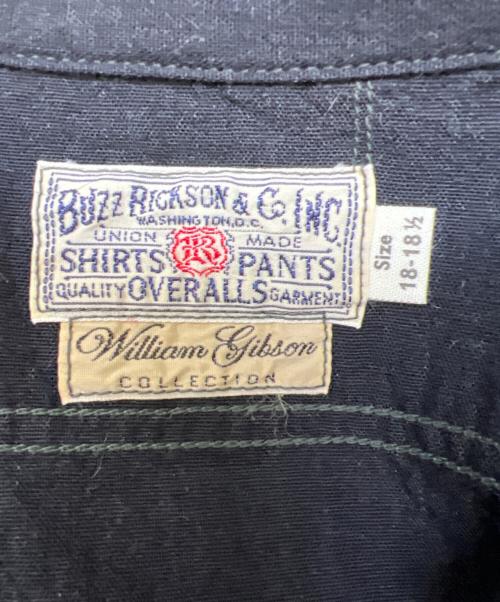 BUZZ RICKSON & Co. INC.
WASHINGTON, D.C.
UNION MADE
R
SHIRTS PANTS
QUALITY OVERALLS GARMENT
Size
18-18½
William Gibson
COLLECTION